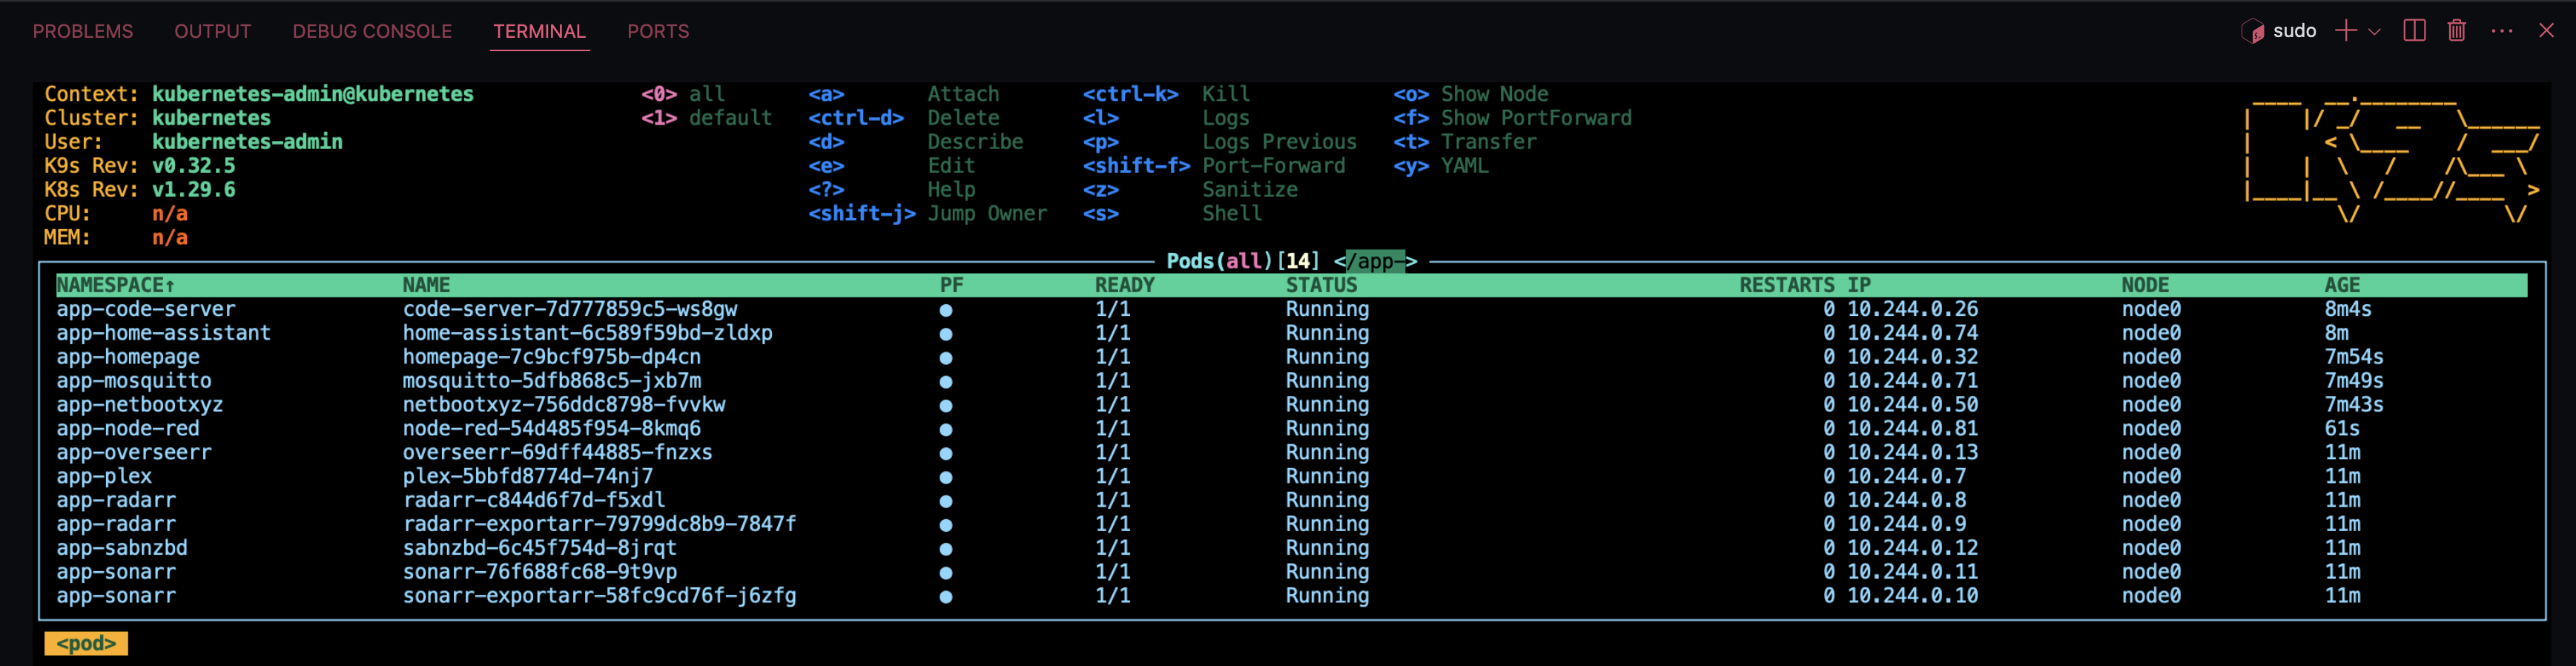 PROBLEMS OUTPUT DEBUG CONSOLE TERMINAL PORTS sudo
Context: kubernetes-admin@kubernetes <0> all <a> Attach <ctrl-k> Kill <o> Show Node
Cluster: kubernetes <1> default <ctrl-d> Delete <l> Logs <f> Show PortForward
User: kubernetes-admin <d> Describe <p> Logs Previous <t> Transfer
K9s Rev: v0.32.5 <e> Edit <shift-f> Port-Forward <y> YAML
K8s Rev: v1.29.6 <?> Help <z> Sanitize
CPU: n/a <shift-j> Jump Owner <s> Shell
MEM: n/a
Pods(all)[14] </app->
NAMESPACE↑ NAME PF READY STATUS RESTARTS IP NODE AGE
app-code-server code-server-7d777859c5-ws8gw ● 1/1 Running 0 10.244.0.26 node0 8m4s
app-home-assistant home-assistant-6c589f59bd-zldxp ● 1/1 Running 0 10.244.0.74 node0 8m
app-homepage homepage-7c9bcf975b-dp4cn ● 1/1 Running 0 10.244.0.32 node0 7m54s
app-mosquitto mosquitto-5dfb868c5-jxb7m ● 1/1 Running 0 10.244.0.71 node0 7m49s
app-netbootxyz netbootxyz-756ddc8798-fvvkw ● 1/1 Running 0 10.244.0.50 node0 7m43s
app-node-red node-red-54d485f954-8kmq6 ● 1/1 Running 0 10.244.0.81 node0 61s
app-overseerr overseerr-69dff44885-fnzxs ● 1/1 Running 0 10.244.0.13 node0 11m
app-plex plex-5bbfd8774d-74nj7 ● 1/1 Running 0 10.244.0.7 node0 11m
app-radarr radarr-c844d6f7d-f5xdl ● 1/1 Running 0 10.244.0.8 node0 11m
app-radarr radarr-exportarr-79799dc8b9-7847f ● 1/1 Running 0 10.244.0.9 node0 11m
app-sabnzbd sabnzbd-6c45f754d-8jrqt ● 1/1 Running 0 10.244.0.12 node0 11m
app-sonarr sonarr-76f688fc68-9t9vp ● 1/1 Running 0 10.244.0.11 node0 11m
app-sonarr sonarr-exportarr-58fc9cd76f-j6zfg ● 1/1 Running 0 10.244.0.10 node0 11m
<pod>